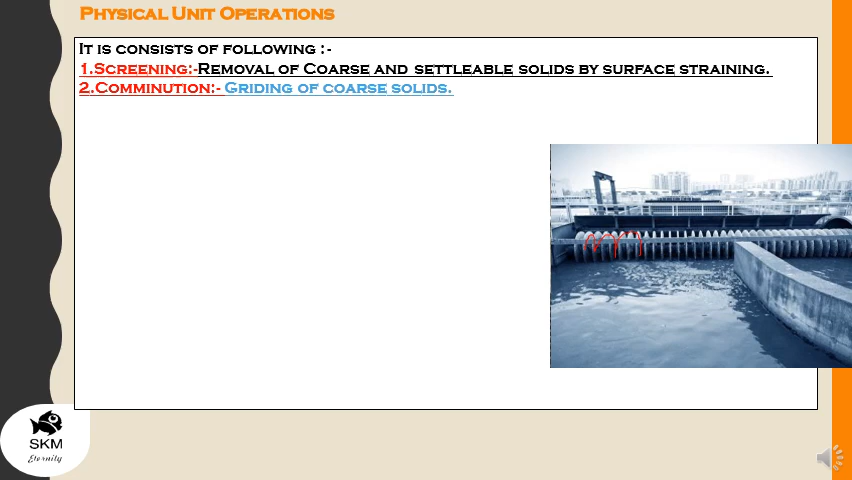 Physical Unit Operations
It is consists of following :-
1.Screening:-Removal of Coarse and settleable solids by surface straining.
2.Comminution:- Griding of coarse solids.
SKM
Eternity